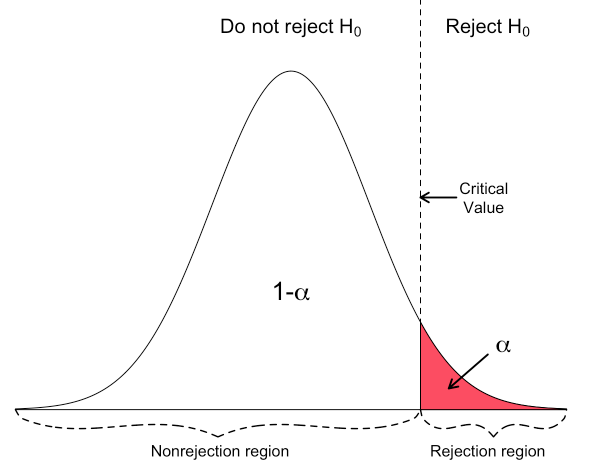 Do not reject H₀
Reject H₀
Critical
Value
1-α
α
Nonrejection region
Rejection region